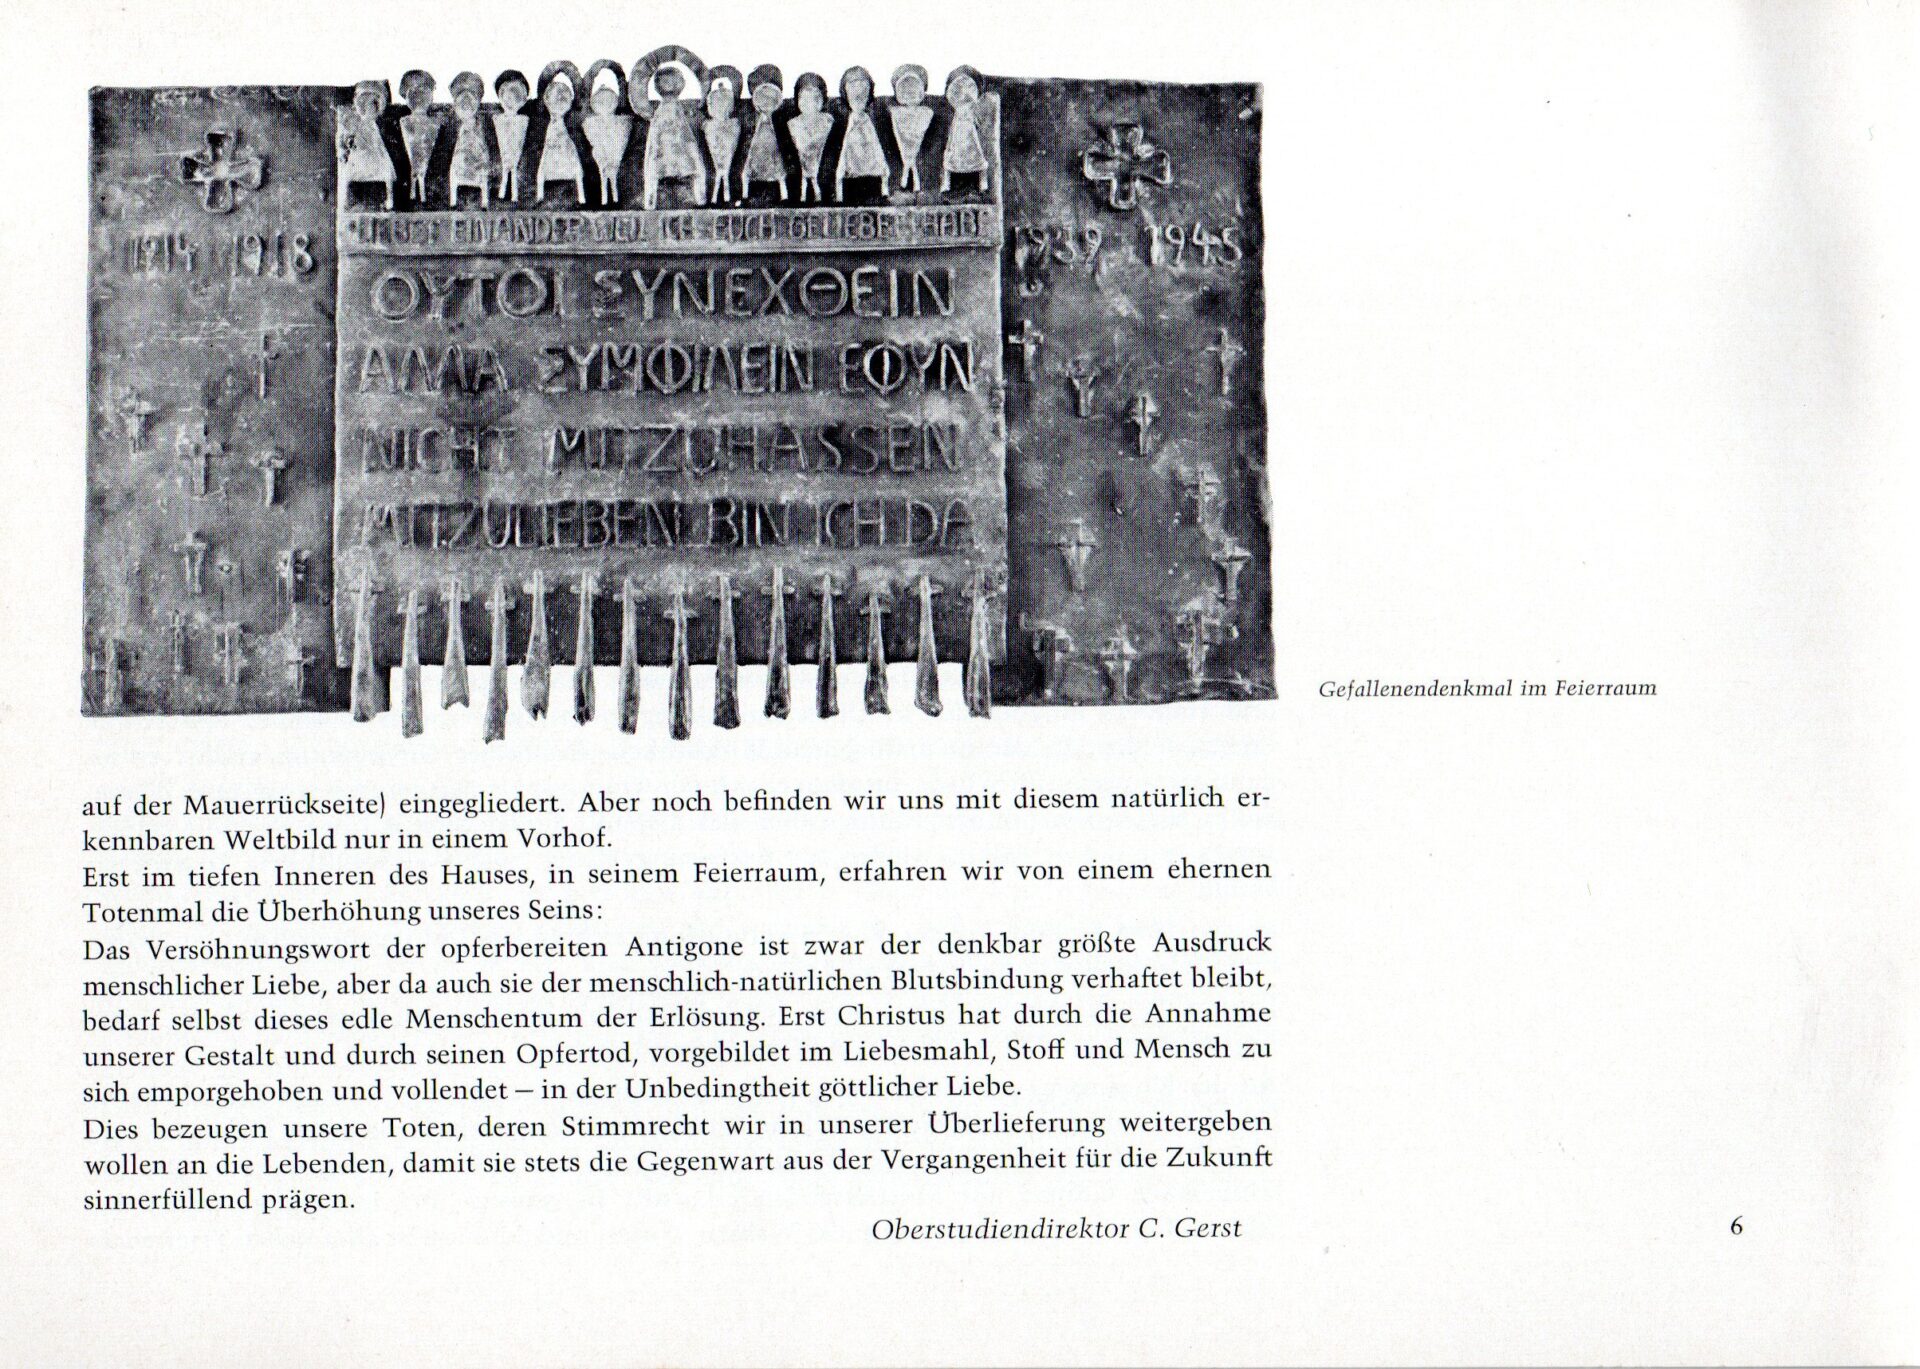 1914 1918
LIEBET EINANDER WEIL ICH EUCH GELIEBET HABE
1939 1945
ΟΥΤΟΙ ΣΥΝΕΧΘΕΙΝ
ΑΛΛΑ ΣΥΜΦΙΛΕΙΝ ΕΦΥΝ
NICHT MITZUHASSEN
MITZULIEBEN BIN ICH DA
Gefallenendenkmal im Feierraum
auf der Mauerrückseite) eingegliedert. Aber noch befinden wir uns mit diesem natürlich er-
kennbaren Weltbild nur in einem Vorhof.
Erst im tiefen Inneren des Hauses, in seinem Feierraum, erfahren wir von einem ehernen
Totenmal die Überhöhung unseres Seins:
Das Versöhnungswort der opferbereiten Antigone ist zwar der denkbar größte Ausdruck
menschlicher Liebe, aber da auch sie der menschlich-natürlichen Blutsbindung verhaftet bleibt,
bedarf selbst dieses edle Menschentum der Erlösung. Erst Christus hat durch die Annahme
unserer Gestalt und durch seinen Opfertod, vorgebildet im Liebesmahl, Stoff und Mensch zu
sich emporgehoben und vollendet – in der Unbedingtheit göttlicher Liebe.
Dies bezeugen unsere Toten, deren Stimmrecht wir in unserer Überlieferung weitergeben
wollen an die Lebenden, damit sie stets die Gegenwart aus der Vergangenheit für die Zukunft
sinnerfüllend prägen.
Oberstudiendirektor C. Gerst
6